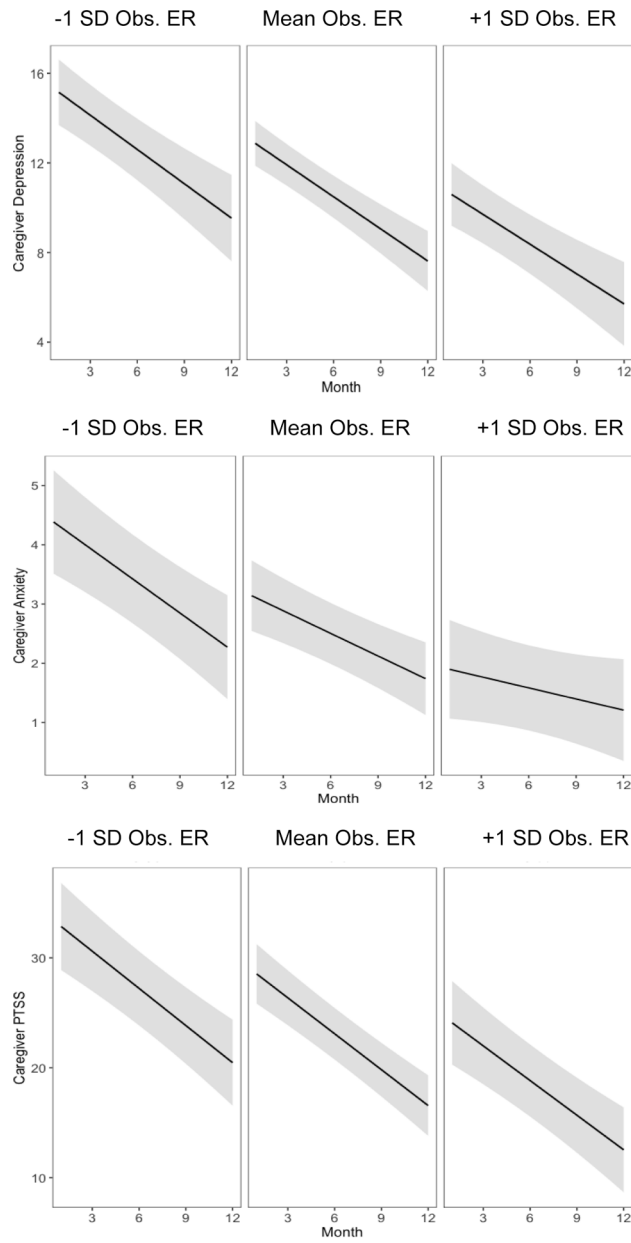 -1 SD Obs. ER Mean Obs. ER +1 SD Obs. ER
16
12
8
4
Caregiver Depression
3 6 9 12 3 6 9 12 3 6 9 12
Month
-1 SD Obs. ER Mean Obs. ER +1 SD Obs. ER
5
4
3
2
1
Caregiver Anxiety
3 6 9 12 3 6 9 12 3 6 9 12
Month
-1 SD Obs. ER Mean Obs. ER +1 SD Obs. ER
30
20
10
Caregiver PTSS
3 6 9 12 3 6 9 12 3 6 9 12
Month